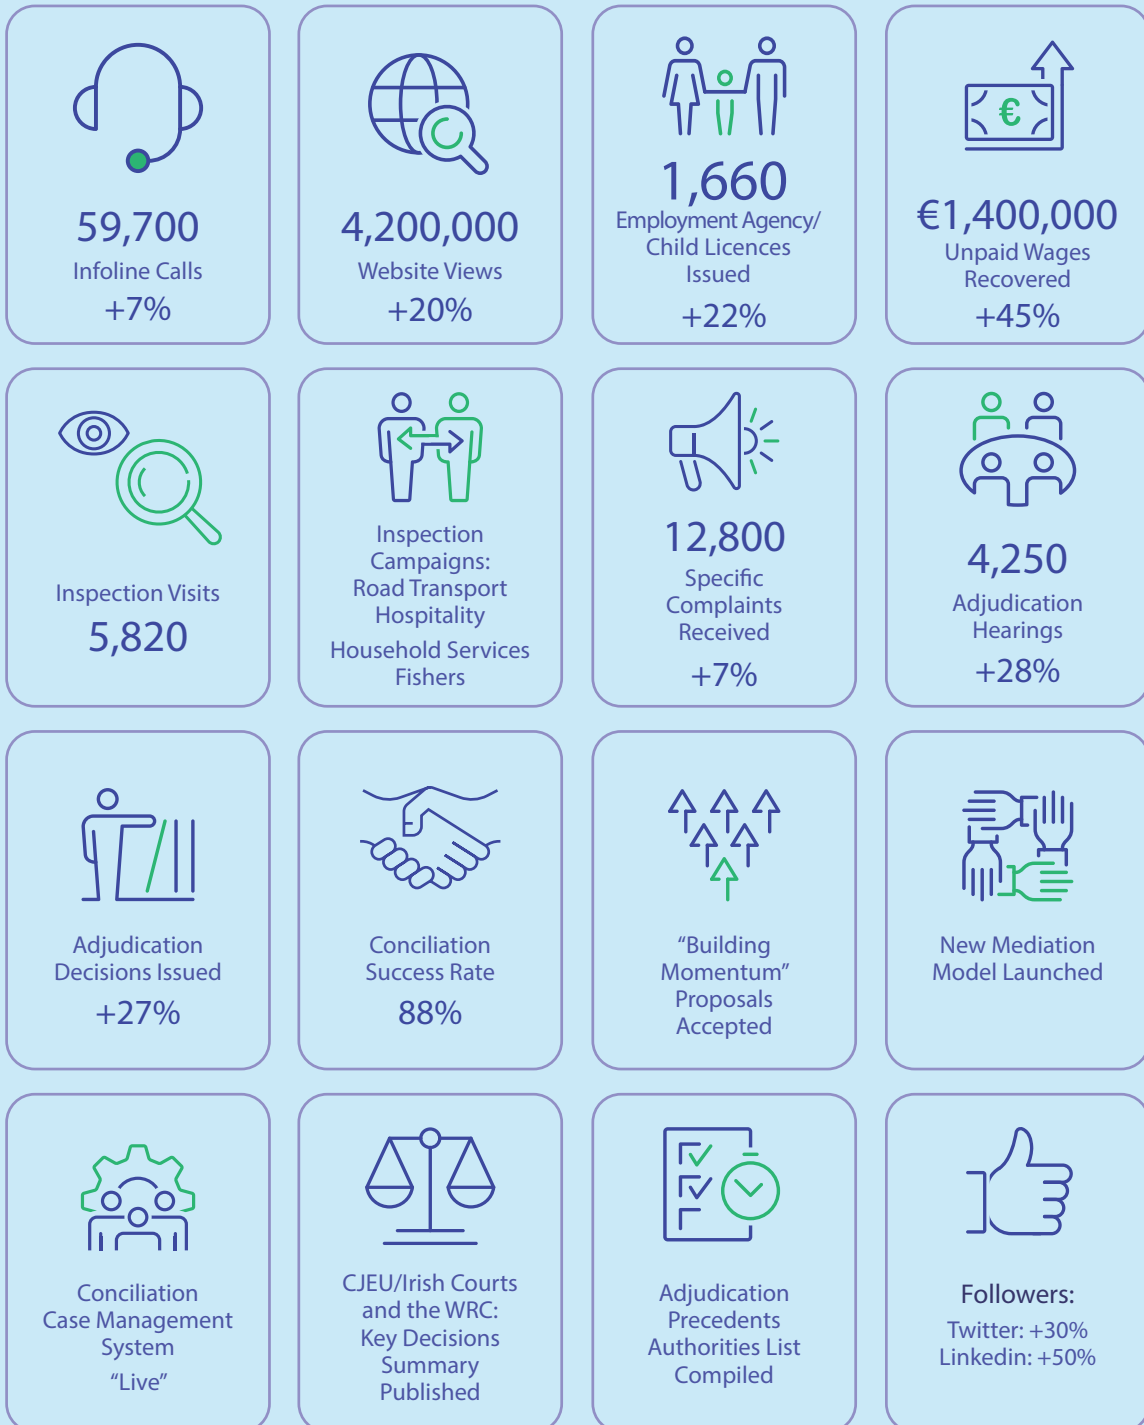 59,700
Infoline Calls
+7%
4,200,000
Website Views
+20%
1,660
Employment Agency/
Child Licences
Issued
+22%
€
€1,400,000
Unpaid Wages
Recovered
+45%
Inspection Visits
5,820
Inspection
Campaigns:
Road Transport
Hospitality
Household Services
Fishers
12,800
Specific
Complaints
Received
+7%
4,250
Adjudication
Hearings
+28%
Adjudication
Decisions Issued
+27%
Conciliation
Success Rate
88%
“Building
Momentum”
Proposals
Accepted
New Mediation
Model Launched
Conciliation
Case Management
System
“Live”
CJEU/Irish Courts
and the WRC:
Key Decisions
Summary
Published
Adjudication
Precedents
Authorities List
Compiled
Followers:
Twitter: +30%
Linkedin: +50%